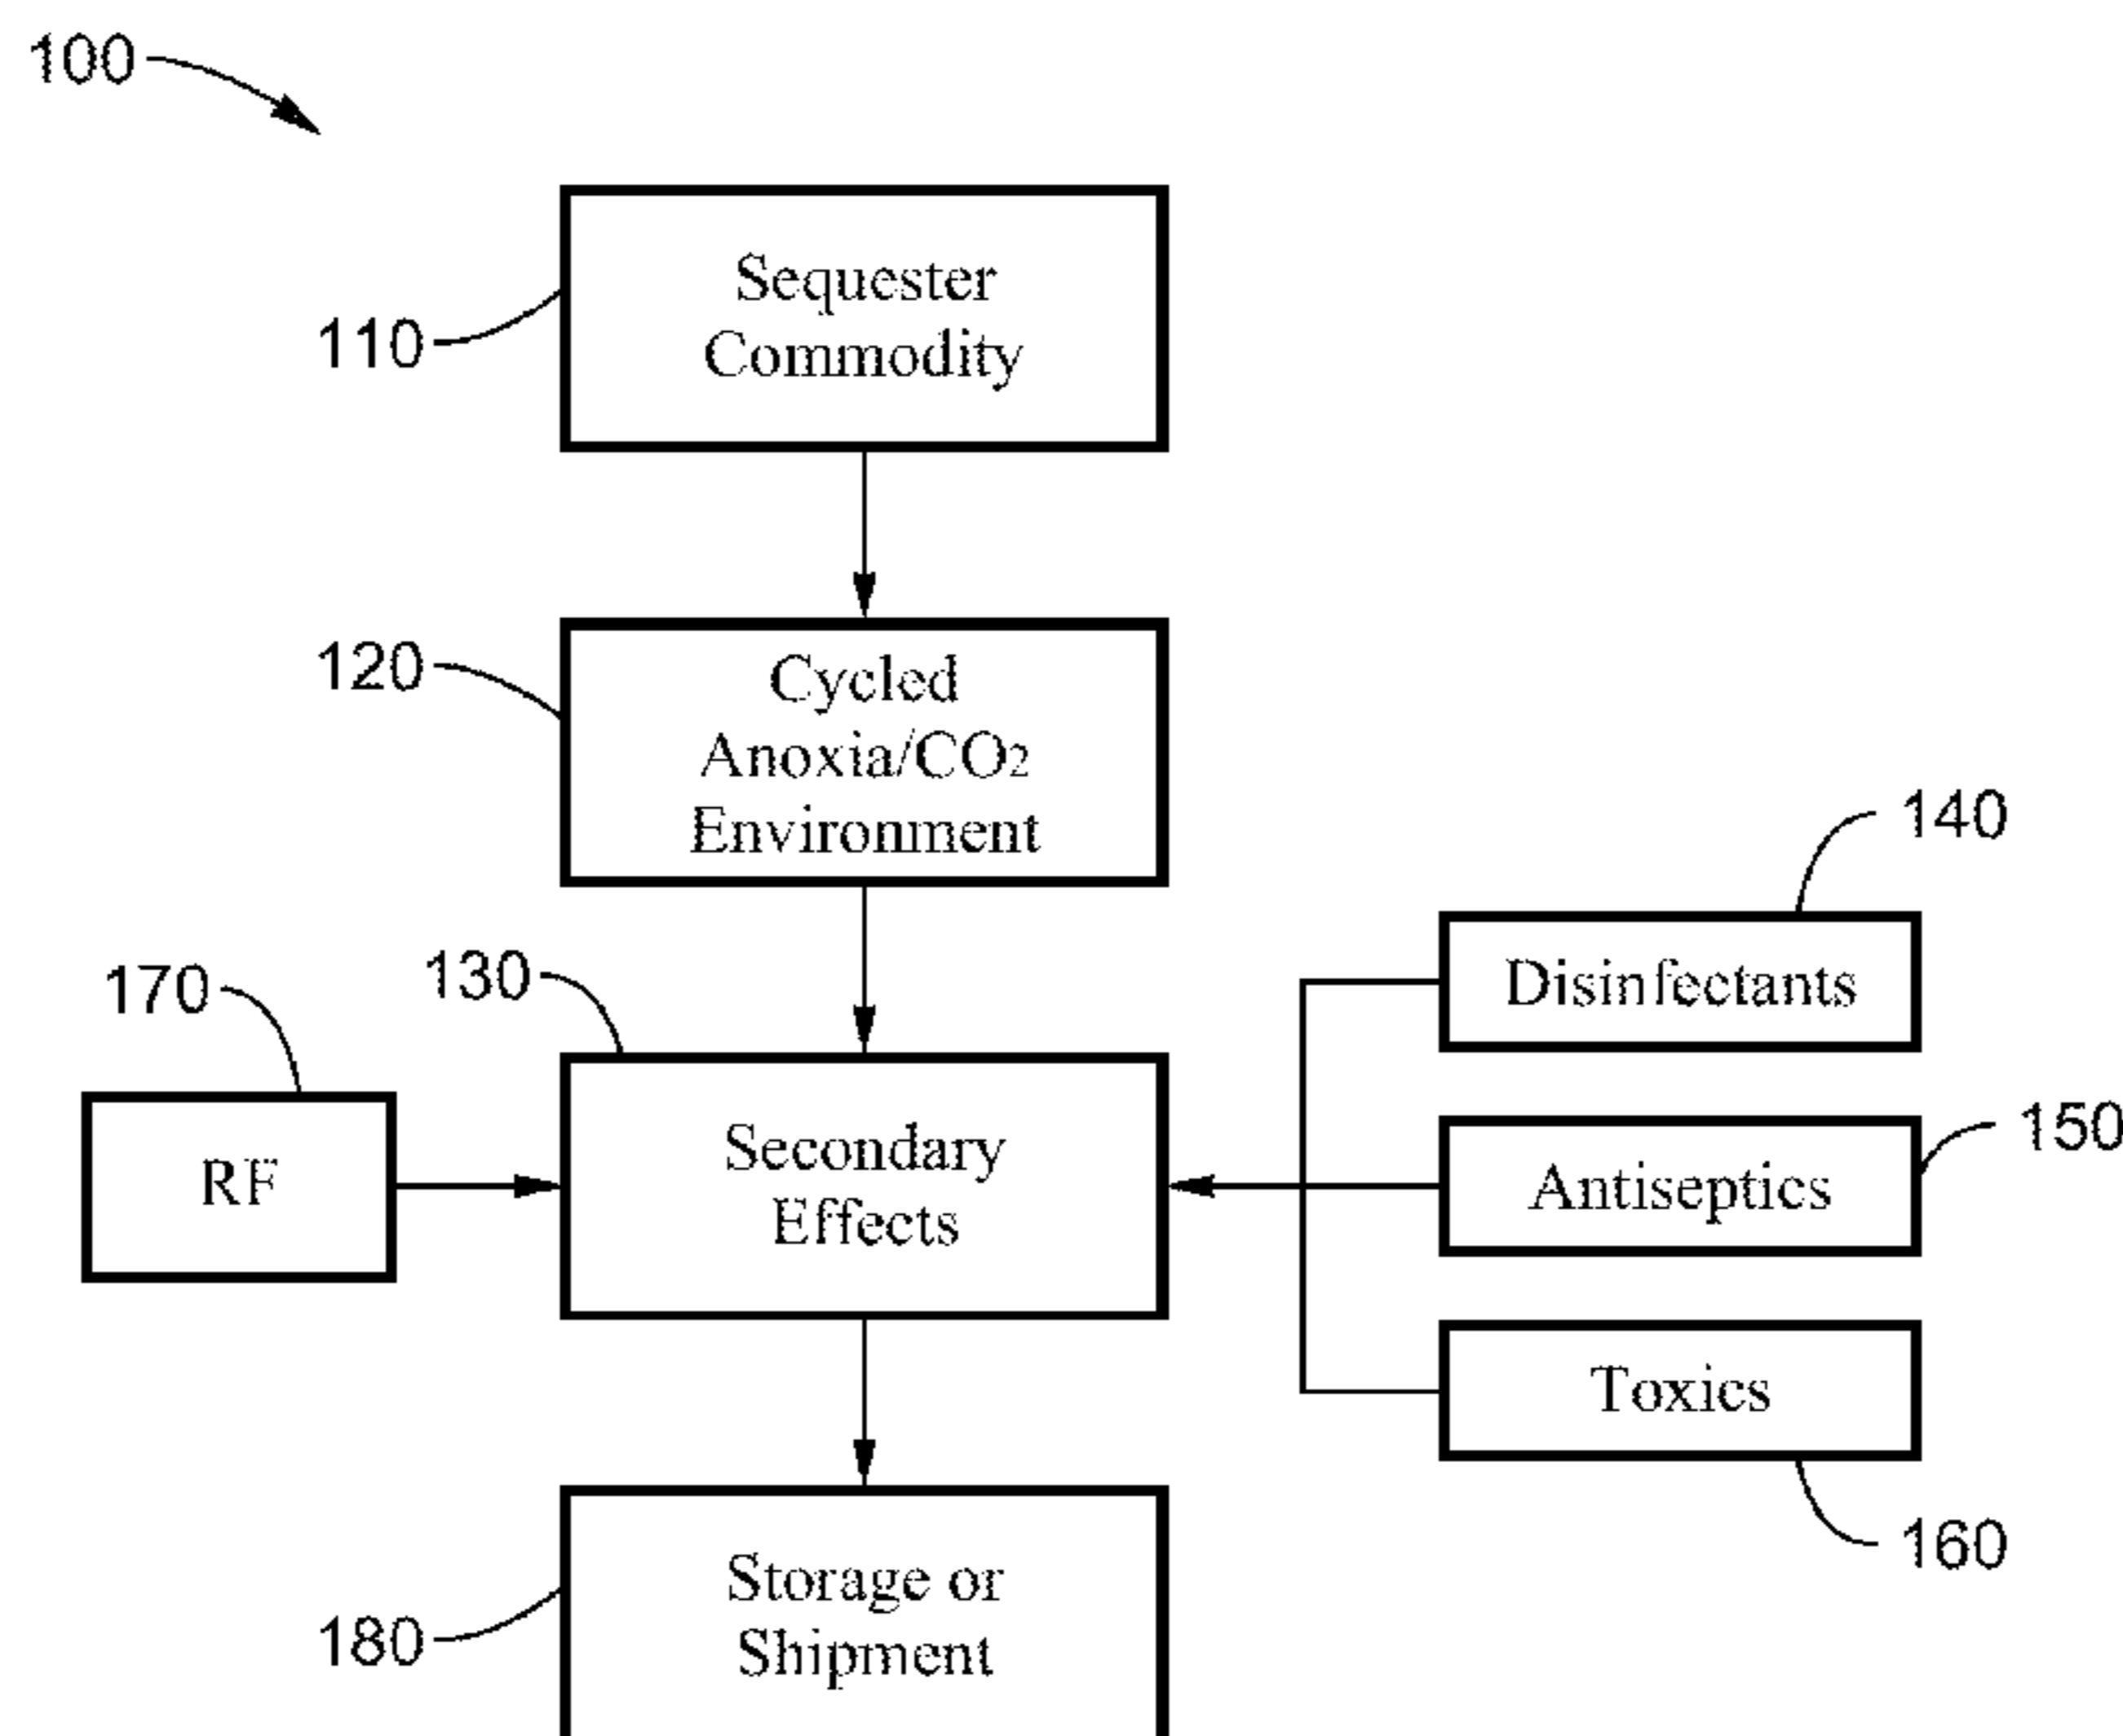 100
110
Sequester
Commodity
120
Cycled
Anoxia/CO2
Environment
140
Disinfectants
170
130
RF
Secondary
Effects
150
Antiseptics
Toxics
160
180
Storage or
Shipment